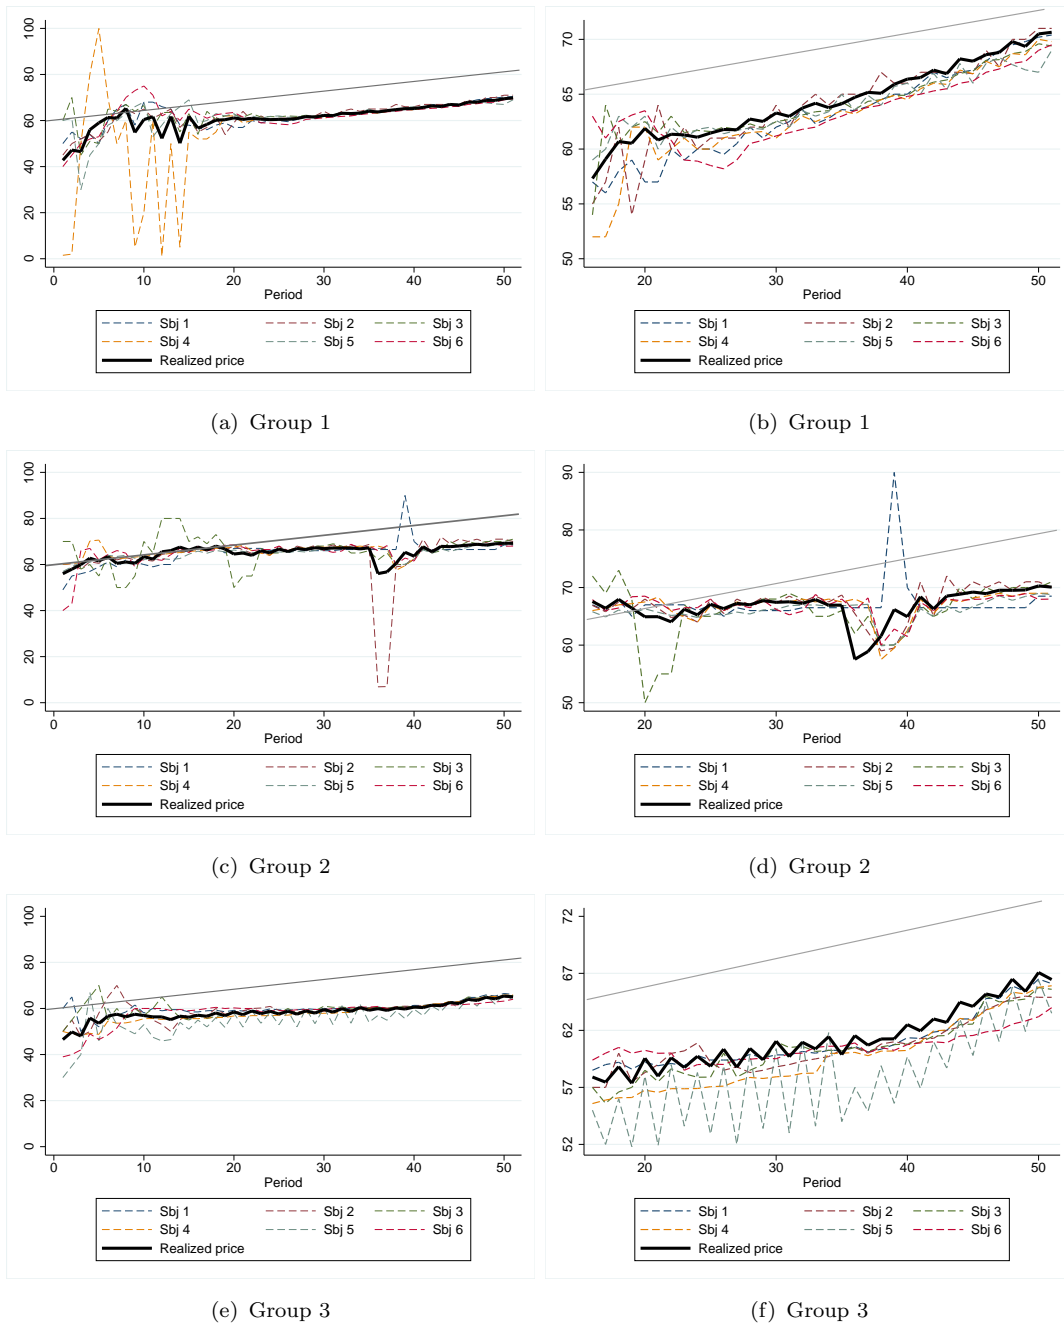 100
80
60
40
20
0
0 10 20 30 40 50
Period
Sbj 1 Sbj 2 Sbj 3
Sbj 4 Sbj 5 Sbj 6
Realized price
(a) Group 1
70
65
60
55
50
20 30 40 50
Period
Sbj 1 Sbj 2 Sbj 3
Sbj 4 Sbj 5 Sbj 6
Realized price
(b) Group 1
100
80
60
40
20
0
0 10 20 30 40 50
Period
Sbj 1 Sbj 2 Sbj 3
Sbj 4 Sbj 5 Sbj 6
Realized price
(c) Group 2
90
80
70
60
50
20 30 40 50
Period
Sbj 1 Sbj 2 Sbj 3
Sbj 4 Sbj 5 Sbj 6
Realized price
(d) Group 2
100
80
60
40
20
0
0 10 20 30 40 50
Period
Sbj 1 Sbj 2 Sbj 3
Sbj 4 Sbj 5 Sbj 6
Realized price
(e) Group 3
72
67
62
57
52
20 30 40 50
Period
Sbj 1 Sbj 2 Sbj 3
Sbj 4 Sbj 5 Sbj 6
Realized price
(f) Group 3